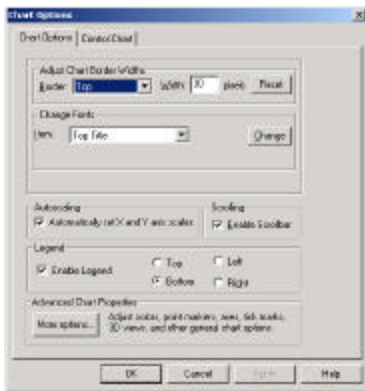 Chart Options
Chart Options Control Chart
Adjust Chart Border Widths
Border: Top Width: 30 pixels Reset
Change Fonts
Item: Top Title Change
Autoscaling
Automatically set X and Y axis scales
Scrolling
Enable Scrollbar
Legend
Enable Legend
Top
Left
Bottom
Right
Advanced Chart Properties
More options...
Adjust colors, point markers, axes, tick marks,
3D views, and other general chart options.
OK Cancel Apply Help